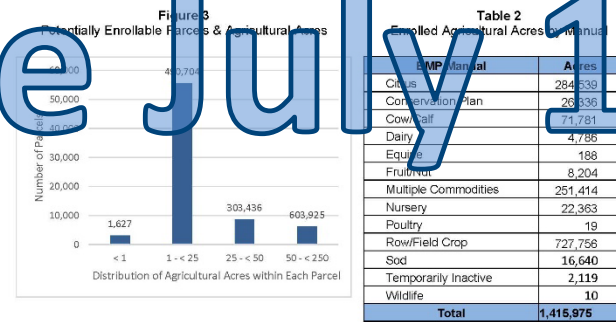 Figure 3
Potentially Enrollable Parcels & Agricultural Acres
60,000
50,000
40,000
30,000
20,000
10,000
0
Number of Parcels
1,627
490,704
303,436
603,925
< 1
1 - < 25
25 - < 50
50 - < 250
Distribution of Agricultural Acres within Each Parcel
Table 2
Enrolled Agricultural Acres by Manual
BMP Manual Acres
Citrus 284,539
Conservation Plan 26,336
Cow/Calf 71,781
Dairy 4,786
Equine 188
Fruit/Nut 8,204
Multiple Commodities 251,414
Nursery 22,363
Poultry 19
Row/Field Crop 727,756
Sod 16,640
Temporarily Inactive 2,119
Wildlife 10
Total 1,415,975
e July 1